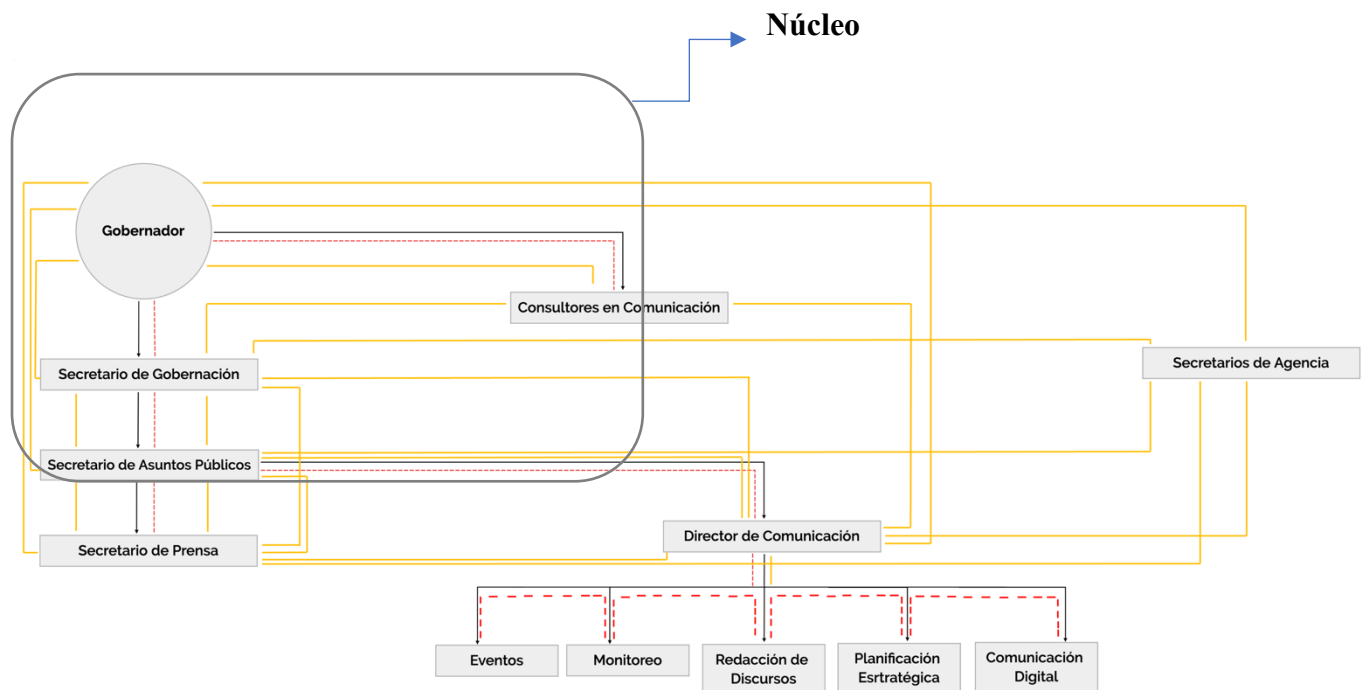 Núcleo
Gobernador
Consultores en Comunicación
Secretario de Gobernación
Secretarios de Agencia
Secretario de Asuntos Públicos
Secretario de Prensa
Director de Comunicación
Eventos
Monitoreo
Redacción de
Discursos
Planificación
Esrtratégica
Comunicación
Digital